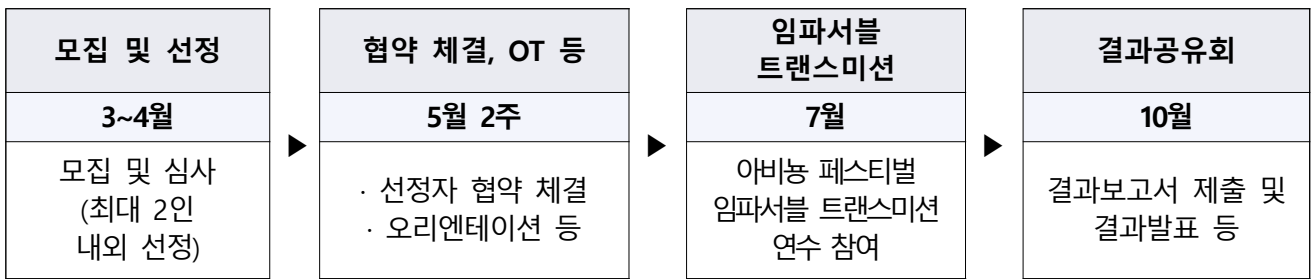 모집 및 선정
3~4월
모집 및 심사
(최대 2인
내외 선정)
▶
협약 체결, OT 등
5월 2주
· 선정자 협약 체결
· 오리엔테이션 등
▶
임파서블
트랜스미션
7월
아비뇽 페스티벌
임파서블 트랜스미션
연수 참여
▶
결과공유회
10월
결과보고서 제출 및
결과발표 등